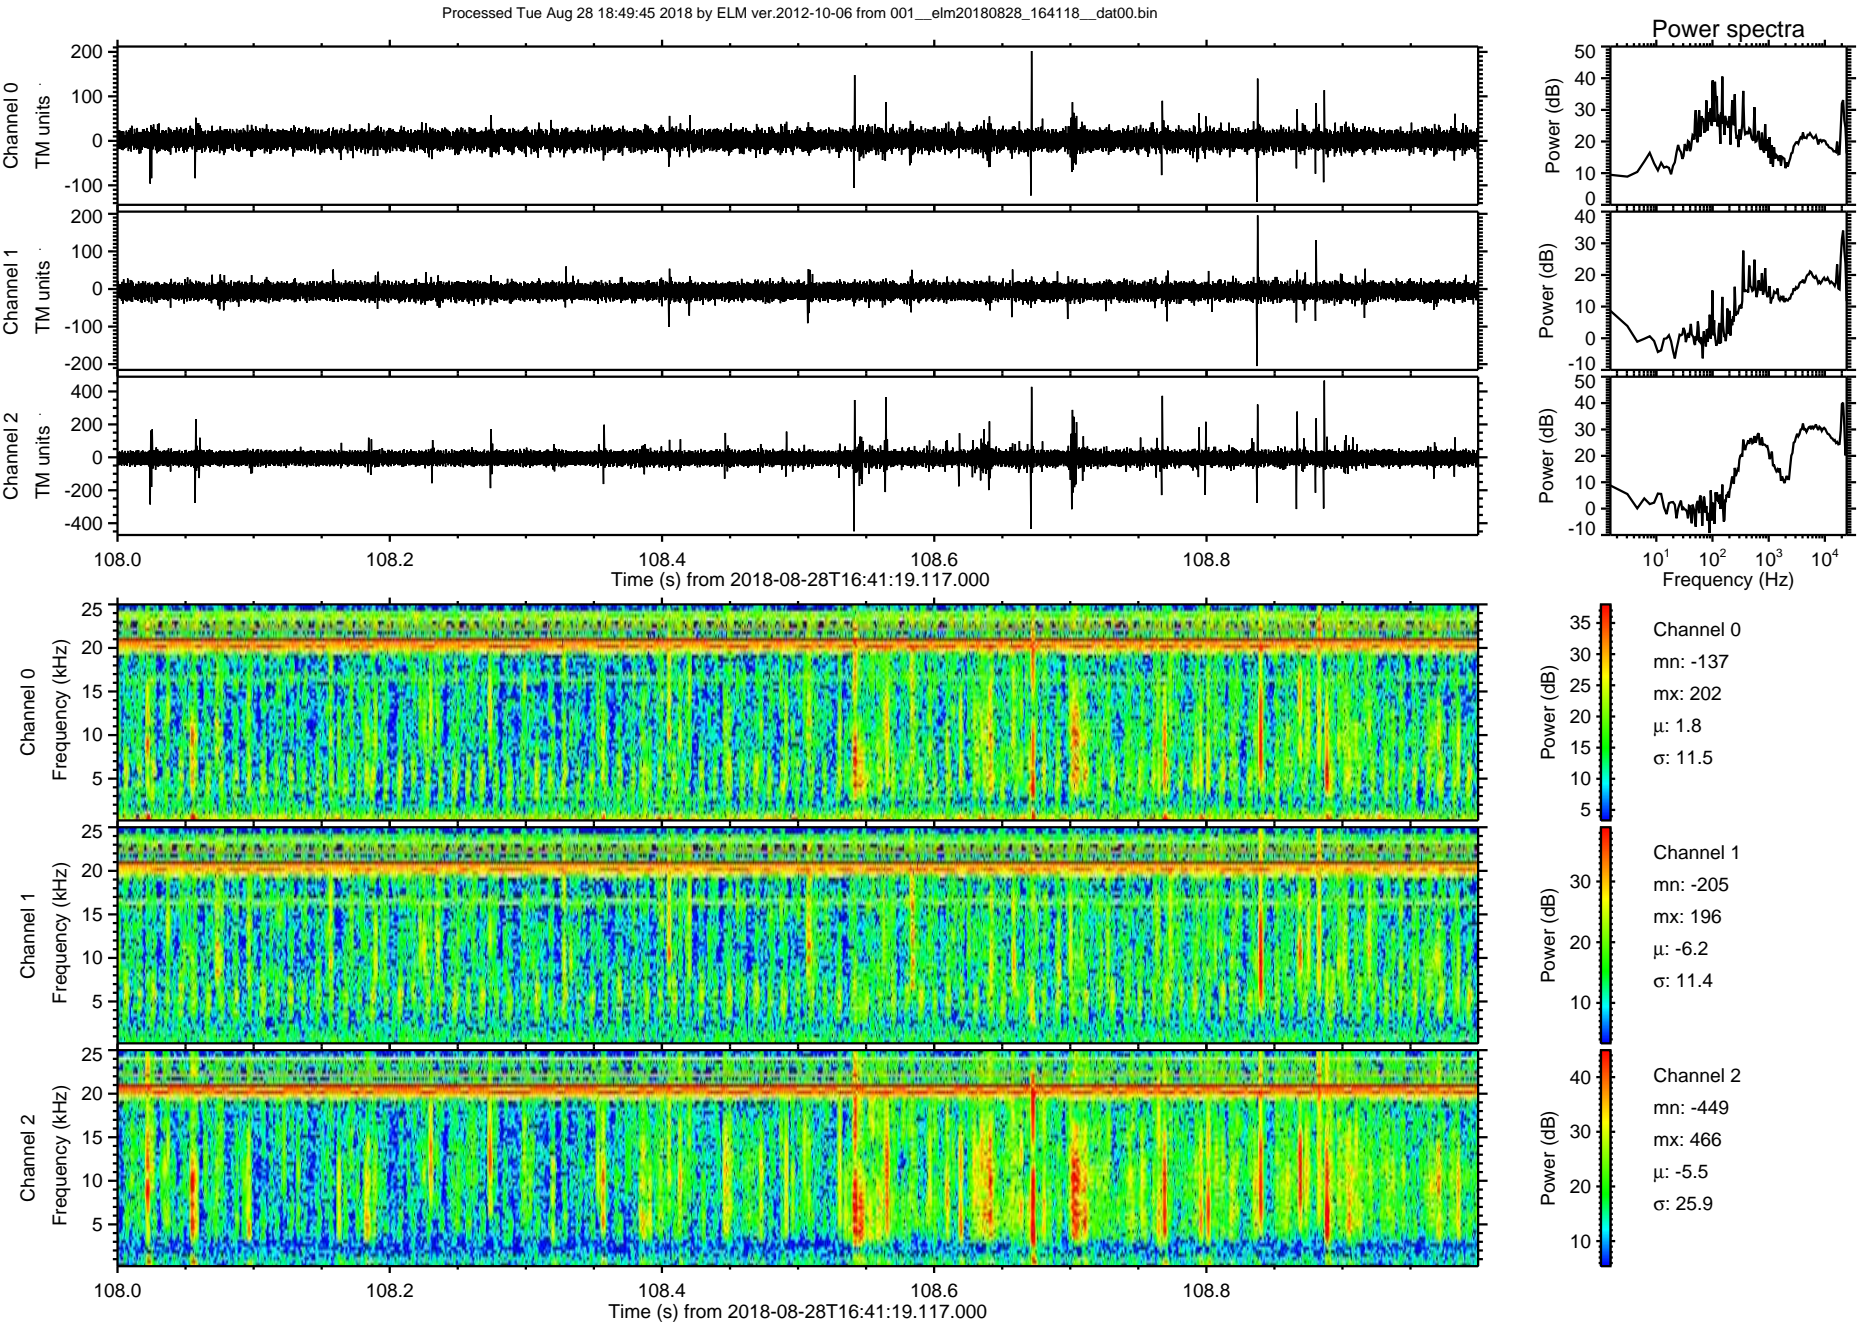 Processed Tue Aug 28 18:49:45 2018 by ELM ver.2012-10-06 from 001__elm20180828_164118__dat00.bin
Power spectra
Channel 0
TM units
200
100
0
-100
Power (dB)
50
40
30
20
10
0
Channel 1
TM units
200
100
0
-100
-200
Power (dB)
40
30
20
10
0
-10
Channel 2
TM units
400
200
0
-200
-400
Power (dB)
50
40
30
20
10
0
-10
108.0 108.2 108.4 108.6 108.8
Time (s) from 2018-08-28T16:41:19.117.000
10¹ 10² 10³ 10⁴
Frequency (Hz)
Channel 0
Frequency (kHz)
25
20
15
10
5
Power (dB)
35
30
25
20
15
10
5
Channel 0
mn: -137
mx: 202
μ: 1.8
σ: 11.5
Channel 1
Frequency (kHz)
25
20
15
10
5
Power (dB)
30
20
10
Channel 1
mn: -205
mx: 196
μ: -6.2
σ: 11.4
Channel 2
Frequency (kHz)
25
20
15
10
5
Power (dB)
40
30
20
10
Channel 2
mn: -449
mx: 466
μ: -5.5
σ: 25.9
108.0 108.2 108.4 108.6 108.8
Time (s) from 2018-08-28T16:41:19.117.000